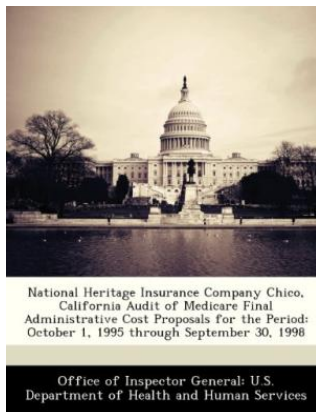 National Heritage Insurance Company Chico,
California Audit of Medicare Final
Administrative Cost Proposals for the Period:
October 1, 1995 through September 30, 1998
Office of Inspector General: U.S.
Department of Health and Human Services